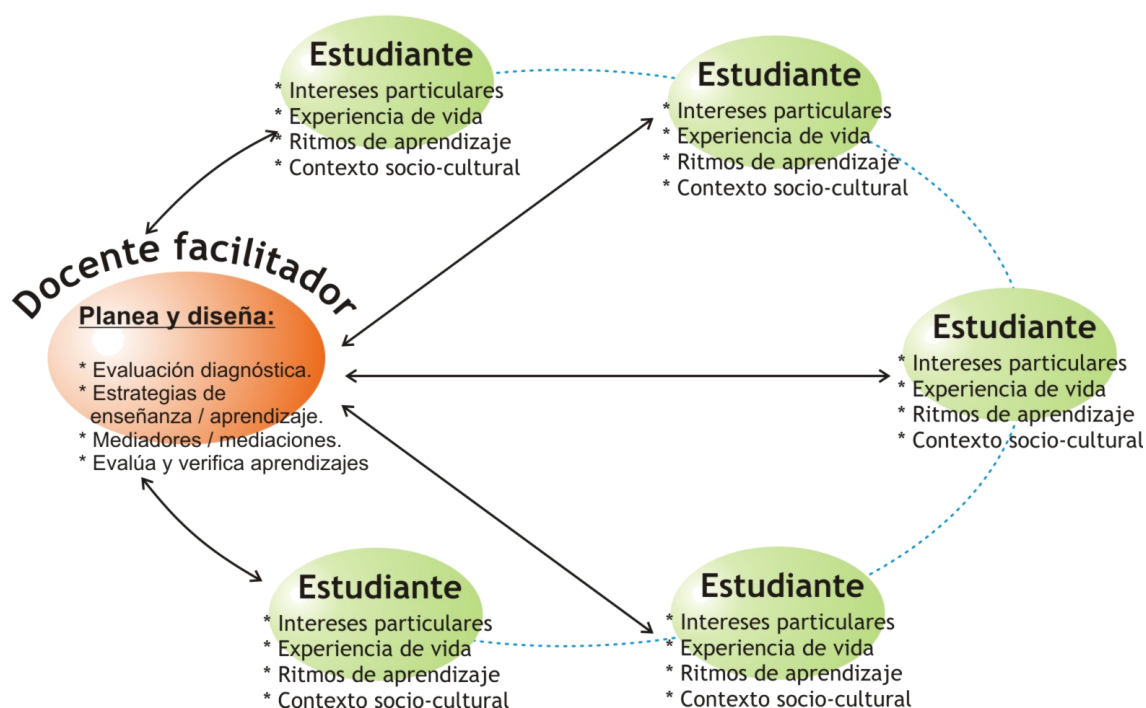 Estudiante
* Intereses particulares
* Experiencia de vida
* Ritmos de aprendizaje
* Contexto socio-cultural
Estudiante
* Intereses particulares
* Experiencia de vida
* Ritmos de aprendizaje
* Contexto socio-cultural
Docente facilitador
Planea y diseña:
* Evaluación diagnóstica.
* Estrategias de
enseñanza / aprendizaje.
* Mediadores / mediaciones.
* Evalúa y verifica aprendizajes
Estudiante
* Intereses particulares
* Experiencia de vida
* Ritmos de aprendizaje
* Contexto socio-cultural
Estudiante
* Intereses particulares
* Experiencia de vida
* Ritmos de aprendizaje
* Contexto socio-cultural
Estudiante
* Intereses particulares
* Experiencia de vida
* Ritmos de aprendizaje
* Contexto socio-cultural